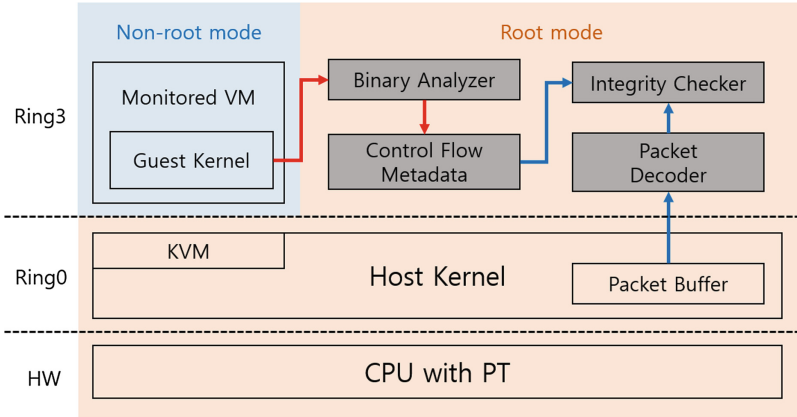 Non-root mode
Root mode
Ring3
Monitored VM
Guest Kernel
Binary Analyzer
Control Flow
Metadata
Integrity Checker
Packet
Decoder
Ring0
KVM
Host Kernel
Packet Buffer
HW
CPU with PT